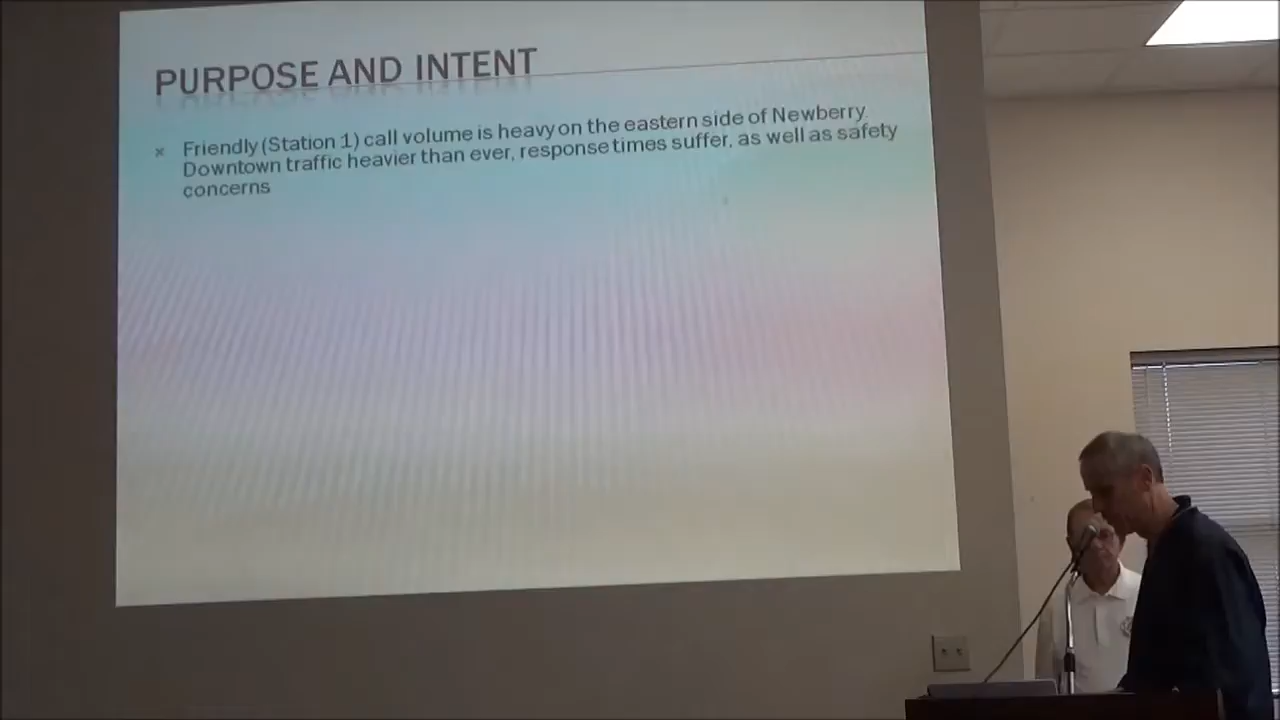 PURPOSE AND INTENT
× Friendly (Station 1) call volume is heavy on the eastern side of Newberry.
Downtown traffic heavier than ever, response times suffer, as well as safety
concerns